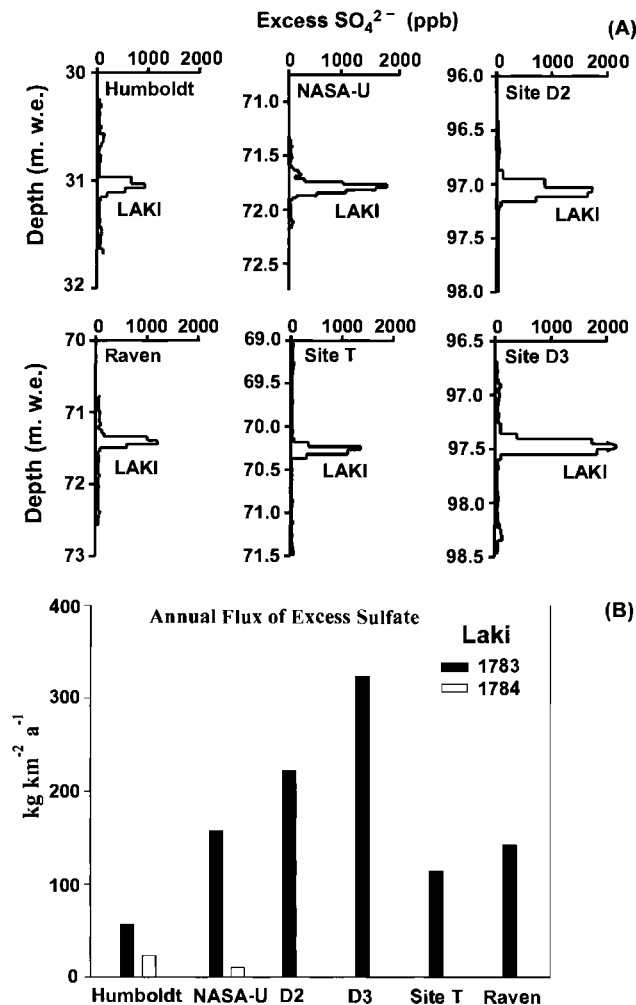 Excess SO₄²⁻ (ppb)
(A)
0 1000 2000
0 1000 2000
0 1000 2000
30
Humboldt
31
LAKI
32
NASA-U
71.0
71.5
72.0
72.5
LAKI
96.0
Site D2
96.5
97.0
97.5
98.0
LAKI
Depth (m. w.e.)
0 1000 2000
0 1000 2000
0 1000 2000
70
Raven
71
72
73
LAKI
69.0
Site T
69.5
70.0
70.5
71.0
71.5
LAKI
96.5
Site D3
97.0
97.5
98.0
98.5
LAKI
Depth (m. w.e.)
(B)
Annual Flux of Excess Sulfate
Laki
1783
1784
kg km⁻² a⁻¹
400
300
200
100
0
Humboldt NASA-U D2 D3 Site T Raven